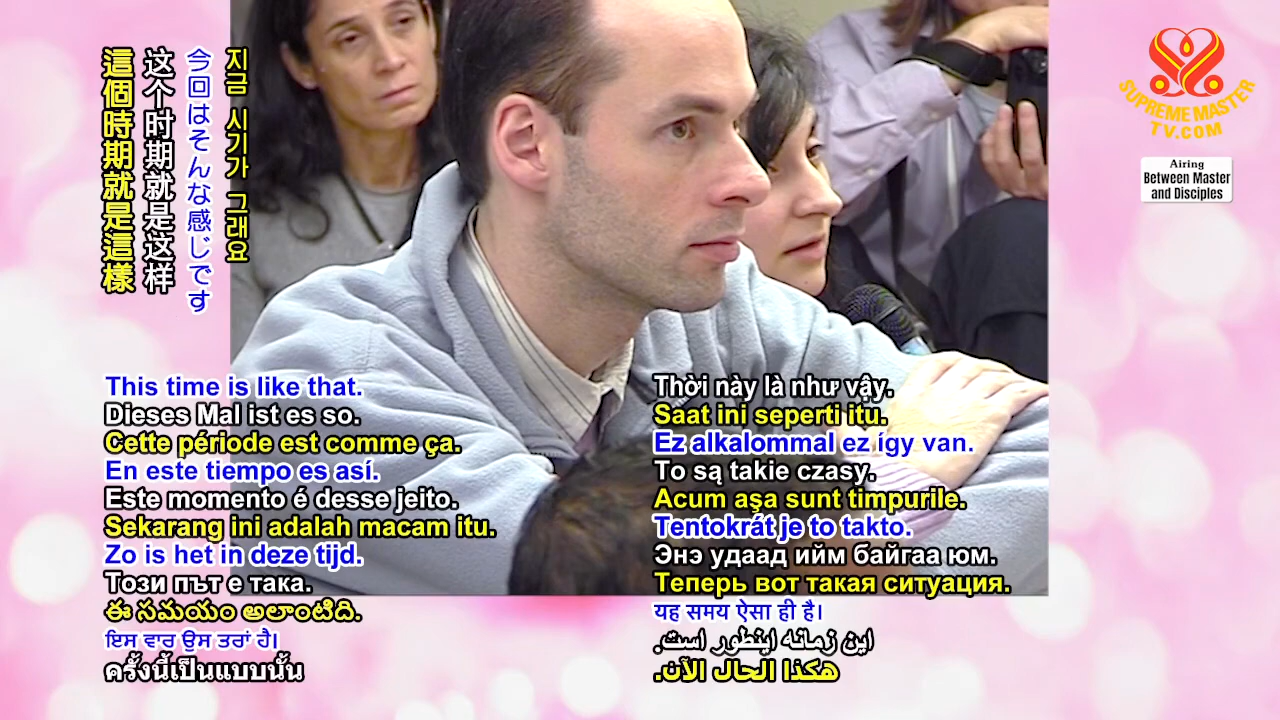 這個時期就是這樣
这个时期就是这样
今回はそんな感じです
지금 시기가 그래요
SUPREME MASTER
TV.COM
Airing
Between Master
and Disciples
This time is like that.
Dieses Mal ist es so.
Cette période est comme ça.
En este tiempo es así.
Este momento é desse jeito.
Sekarang ini adalah macam itu.
Zo is het in deze tijd.
Този път е така.
ఈ సమయం అలాంటిది.
ਇਸ ਵਾਰ ਉਸ ਤਰਾਂ ਹੈ।
ครั้งนี้เป็นแบบนั้น
Thời này là như vậy.
Saat ini seperti itu.
Ez alkalommal ez így van.
To są takie czasy.
Acum aşa sunt timpurile.
Tentokrát je to takto.
Энэ удаад ийм байгаа юм.
Теперь вот такая ситуация.
यह समय ऐसा ही है।
این زمانه اینطور است.
هكذا الحال الآن.